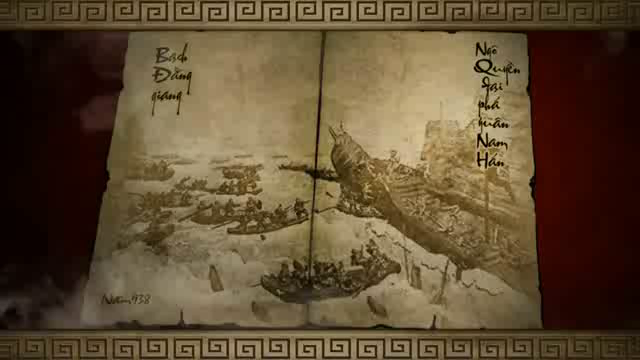 Bạch
Đằng
giang
Ngô
Quyền
đại
phá
quân
Nam
Hán
Năm 938